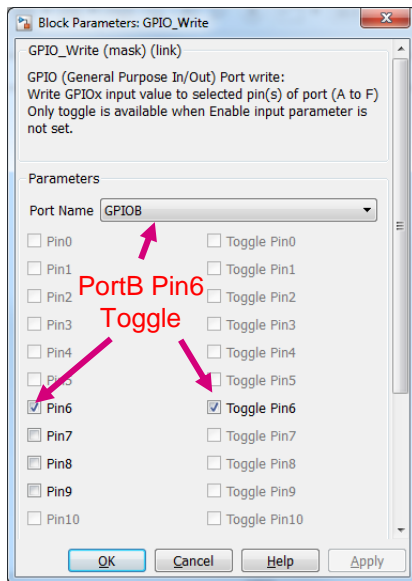 Block Parameters: GPIO_Write
GPIO_Write (mask) (link)
GPIO (General Purpose In/Out) Port write:
Write GPIOx input value to selected pin(s) of port (A to F)
Only toggle is available when Enable input parameter is
not set.
Parameters
Port Name GPIOB
Pin0 Toggle Pin0
Pin1 Toggle Pin1
PortB Pin6
Toggle
Pin2 Toggle Pin2
Pin3 Toggle Pin3
Pin4 Toggle Pin4
Pin5 Toggle Pin5
Pin6 Toggle Pin6
Pin7 Toggle Pin7
Pin8 Toggle Pin8
Pin9 Toggle Pin9
Pin10 Toggle Pin10
OK Cancel Help Apply